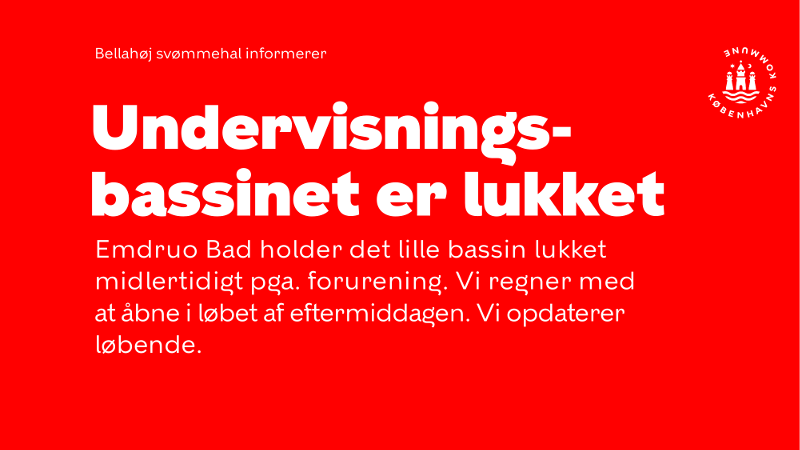 Bellahøj svømmehal informerer
KØBENHAVNS KOMMUNE
Undervisnings-
bassinet er lukket
Emdruo Bad holder det lille bassin lukket
midlertidigt pga. forurening. Vi regner med
at åbne i løbet af eftermiddagen. Vi opdaterer
løbende.